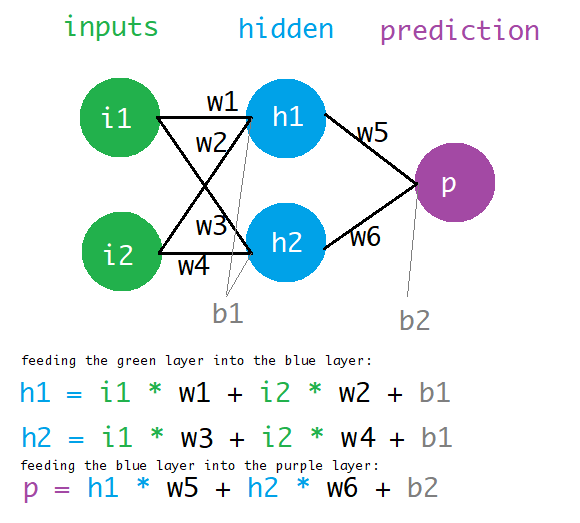 inputs hidden prediction
w1
i1 h1
w2 w5
p
w3 w6
i2 h2
w4
b1 b2
feeding the green layer into the blue layer:
h1 = i1 * w1 + i2 * w2 + b1
h2 = i1 * w3 + i2 * w4 + b1
feeding the blue layer into the purple layer:
p = h1 * w5 + h2 * w6 + b2